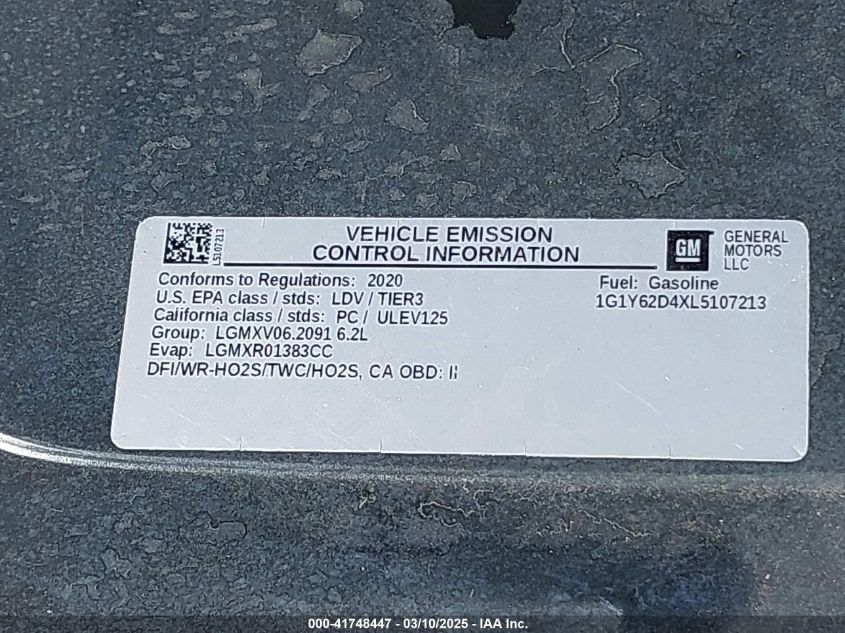 L5107213
VEHICLE EMISSION
CONTROL INFORMATION
GM
GENERAL
MOTORS
LLC
Conforms to Regulations: 2020
U.S. EPA class / stds: LDV / TIER3
California class / stds: PC / ULEV125
Group: LGMXV06.2091 6.2L
Evap: LGMXR01383CC
DFI/WR-HO2S/TWC/HO2S, CA OBD: II
Fuel: Gasoline
1G1Y62D4XL5107213
000-41748447 — 03/10/2025 — IAA Inc.